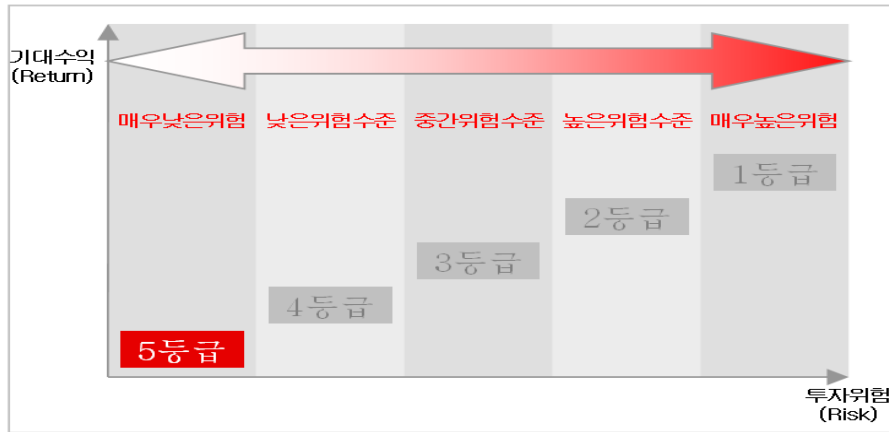 기대수익
(Return)
매우낮은위험 낮은위험수준 중간위험수준 높은위험수준 매우높은위험
1등급
2등급
3등급
4등급
5등급
투자위험
(Risk)